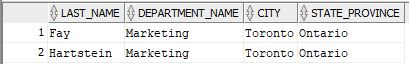 LAST_NAME DEPARTMENT_NAME CITY STATE_PROVINCE
1 Fay Marketing Toronto Ontario
2 Hartstein Marketing Toronto Ontario